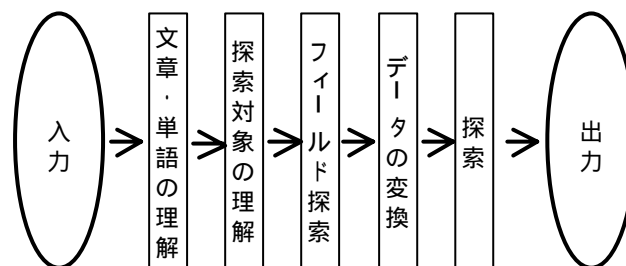 入力
文章・単語の理解
探索対象の理解
フィールド探索
データの変換
探索
出力